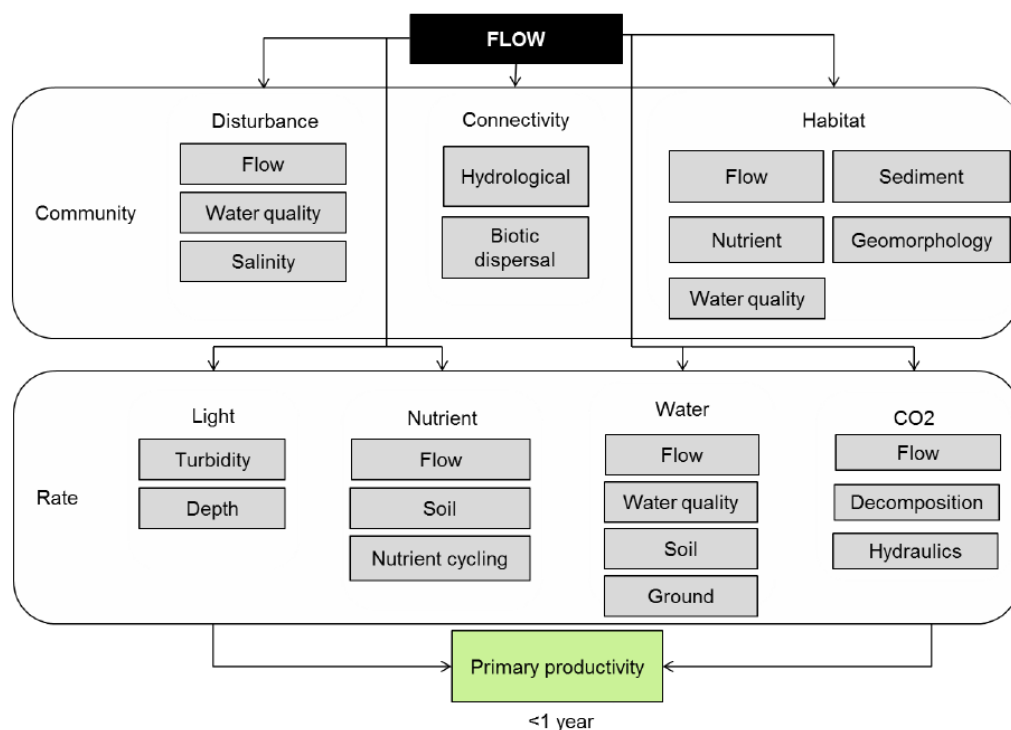 FLOW
Community
Disturbance
Flow
Water quality
Salinity
Connectivity
Hydrological
Biotic
dispersal
Habitat
Flow
Sediment
Nutrient
Geomorphology
Water quality
Rate
Light
Turbidity
Depth
Nutrient
Flow
Soil
Nutrient cycling
Water
Flow
Water quality
Soil
Ground
CO2
Flow
Decomposition
Hydraulics
Primary productivity
<1 year